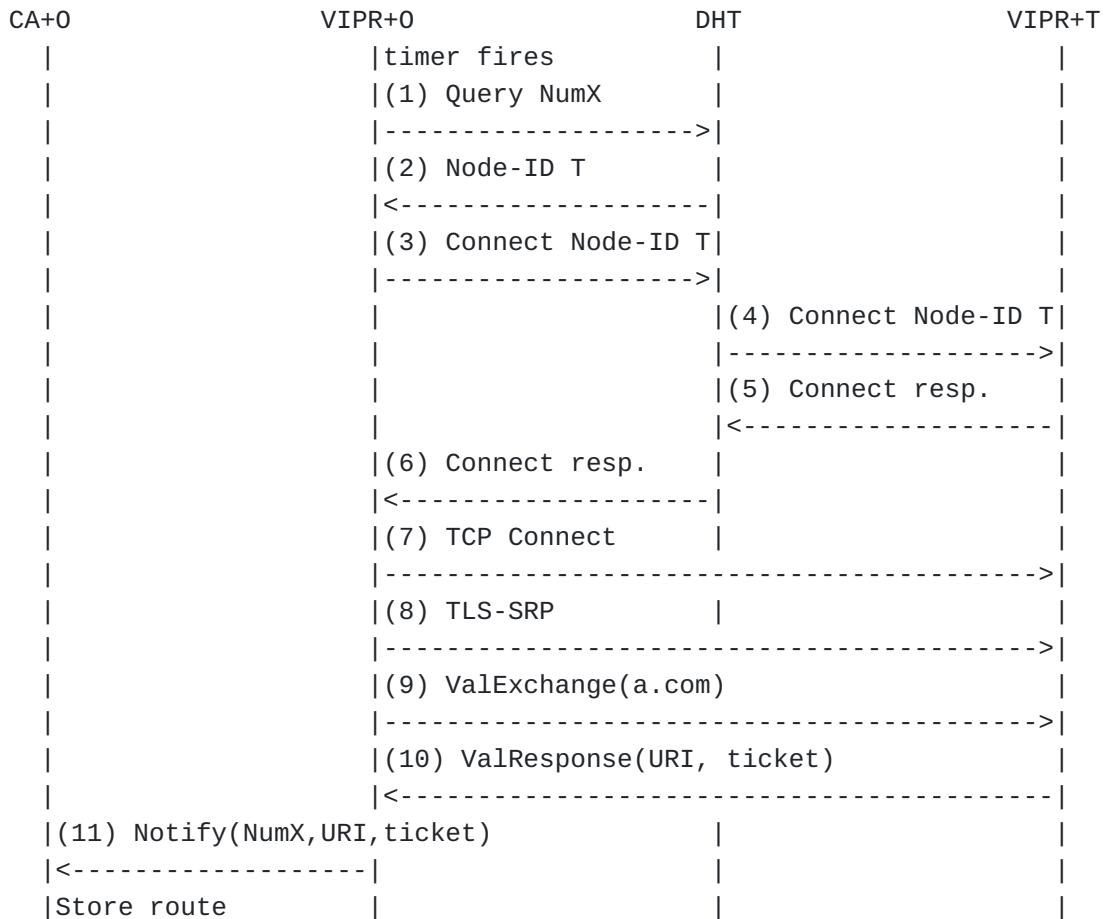 CA+O VIPR+O DHT VIPR+T
timer fires
(1) Query NumX
(2) Node-ID T
(3) Connect Node-ID T
(4) Connect Node-ID T
(5) Connect resp.
(6) Connect resp.
(7) TCP Connect
(8) TLS-SRP
(9) ValExchange(a.com)
(10) ValResponse(URI, ticket)
(11) Notify(NumX,URI,ticket)
Store route